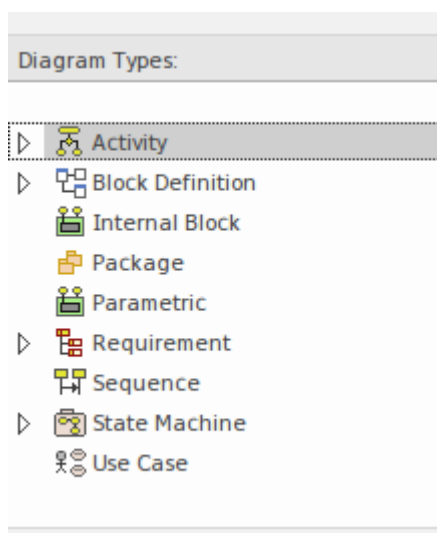 Diagram Types:
Activity
Block Definition
Internal Block
Package
Parametric
Requirement
Sequence
State Machine
Use Case